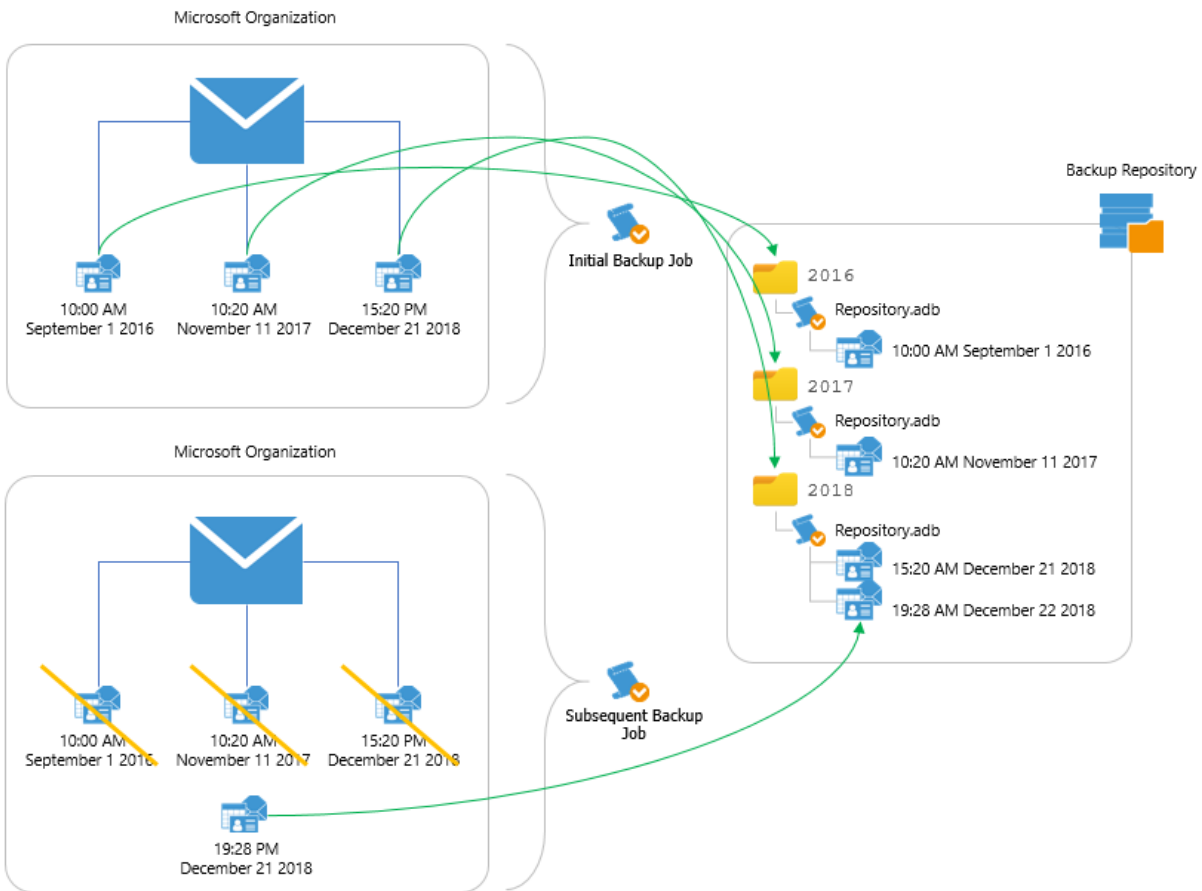 Microsoft Organization
10:00 AM
September 1 2016
10:20 AM
November 11 2017
15:20 PM
December 21 2018
Initial Backup Job
Backup Repository
2016
Repository.adb
10:00 AM September 1 2016
2017
Repository.adb
10:20 AM November 11 2017
2018
Repository.adb
15:20 AM December 21 2018
19:28 AM December 22 2018
Microsoft Organization
10:00 AM
September 1 2016
10:20 AM
November 11 2017
15:20 PM
December 21 2018
19:28 PM
December 21 2018
Subsequent Backup
Job